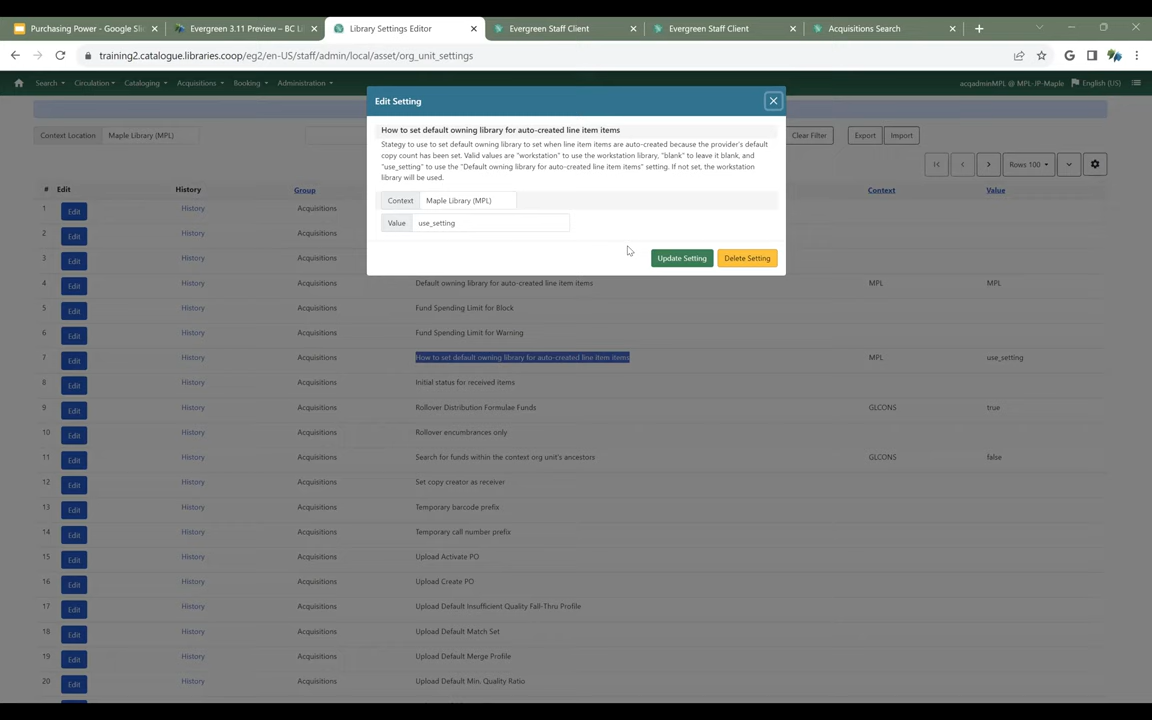 Purchasing Power - Google Sli
Evergreen 3.11 Preview – BC Li
Library Settings Editor
Evergreen Staff Client
Evergreen Staff Client
Acquisitions Search
training2.catalogue.libraries.coop/eg2/en-US/staff/admin/local/asset/org_unit_settings
Search Circulation Cataloging Acquisitions Booking Administration acqadminMPL @ MPL-IP-Maple English (US)
Edit Setting
Context Location Maple Library (MPL) Clear Filter Export Import
How to set default owning library for auto-created line item items
Stategy to use to set default owning library to set when line item items are auto-created because the provider's default
copy count has been set. Valid values are "workstation" to use the workstation library, "blank" to leave it blank, and
"use_setting" to use the "Default owning library for auto-created line item items" setting. If not set, the workstation
library will be used.
Context Maple Library (MPL)
Value use_setting
Update Setting Delete Setting
Rows 100
# Edit History Group Context Value
1 Edit History Acquisitions
2 Edit History Acquisitions
3 Edit History Acquisitions
4 Edit History Acquisitions Default owning library for auto-created line item items MPL MPL
5 Edit History Acquisitions Fund Spending Limit for Block
6 Edit History Acquisitions Fund Spending Limit for Warning
7 Edit History Acquisitions How to set default owning library for auto-created line item items MPL use_setting
8 Edit History Acquisitions Initial status for received items
9 Edit History Acquisitions Rollover Distribution Formulae Funds GLCONS true
10 Edit History Acquisitions Rollover encumbrances only
11 Edit History Acquisitions Search for funds within the context org unit's ancestors GLCONS false
12 Edit History Acquisitions Set copy creator as receiver
13 Edit History Acquisitions Temporary barcode prefix
14 Edit History Acquisitions Temporary call number prefix
15 Edit History Acquisitions Upload Activate PO
16 Edit History Acquisitions Upload Create PO
17 Edit History Acquisitions Upload Default Insufficient Quality Fall-Thru Profile
18 Edit History Acquisitions Upload Default Match Set
19 Edit History Acquisitions Upload Default Merge Profile
20 Edit History Acquisitions Upload Default Min. Quality Ratio